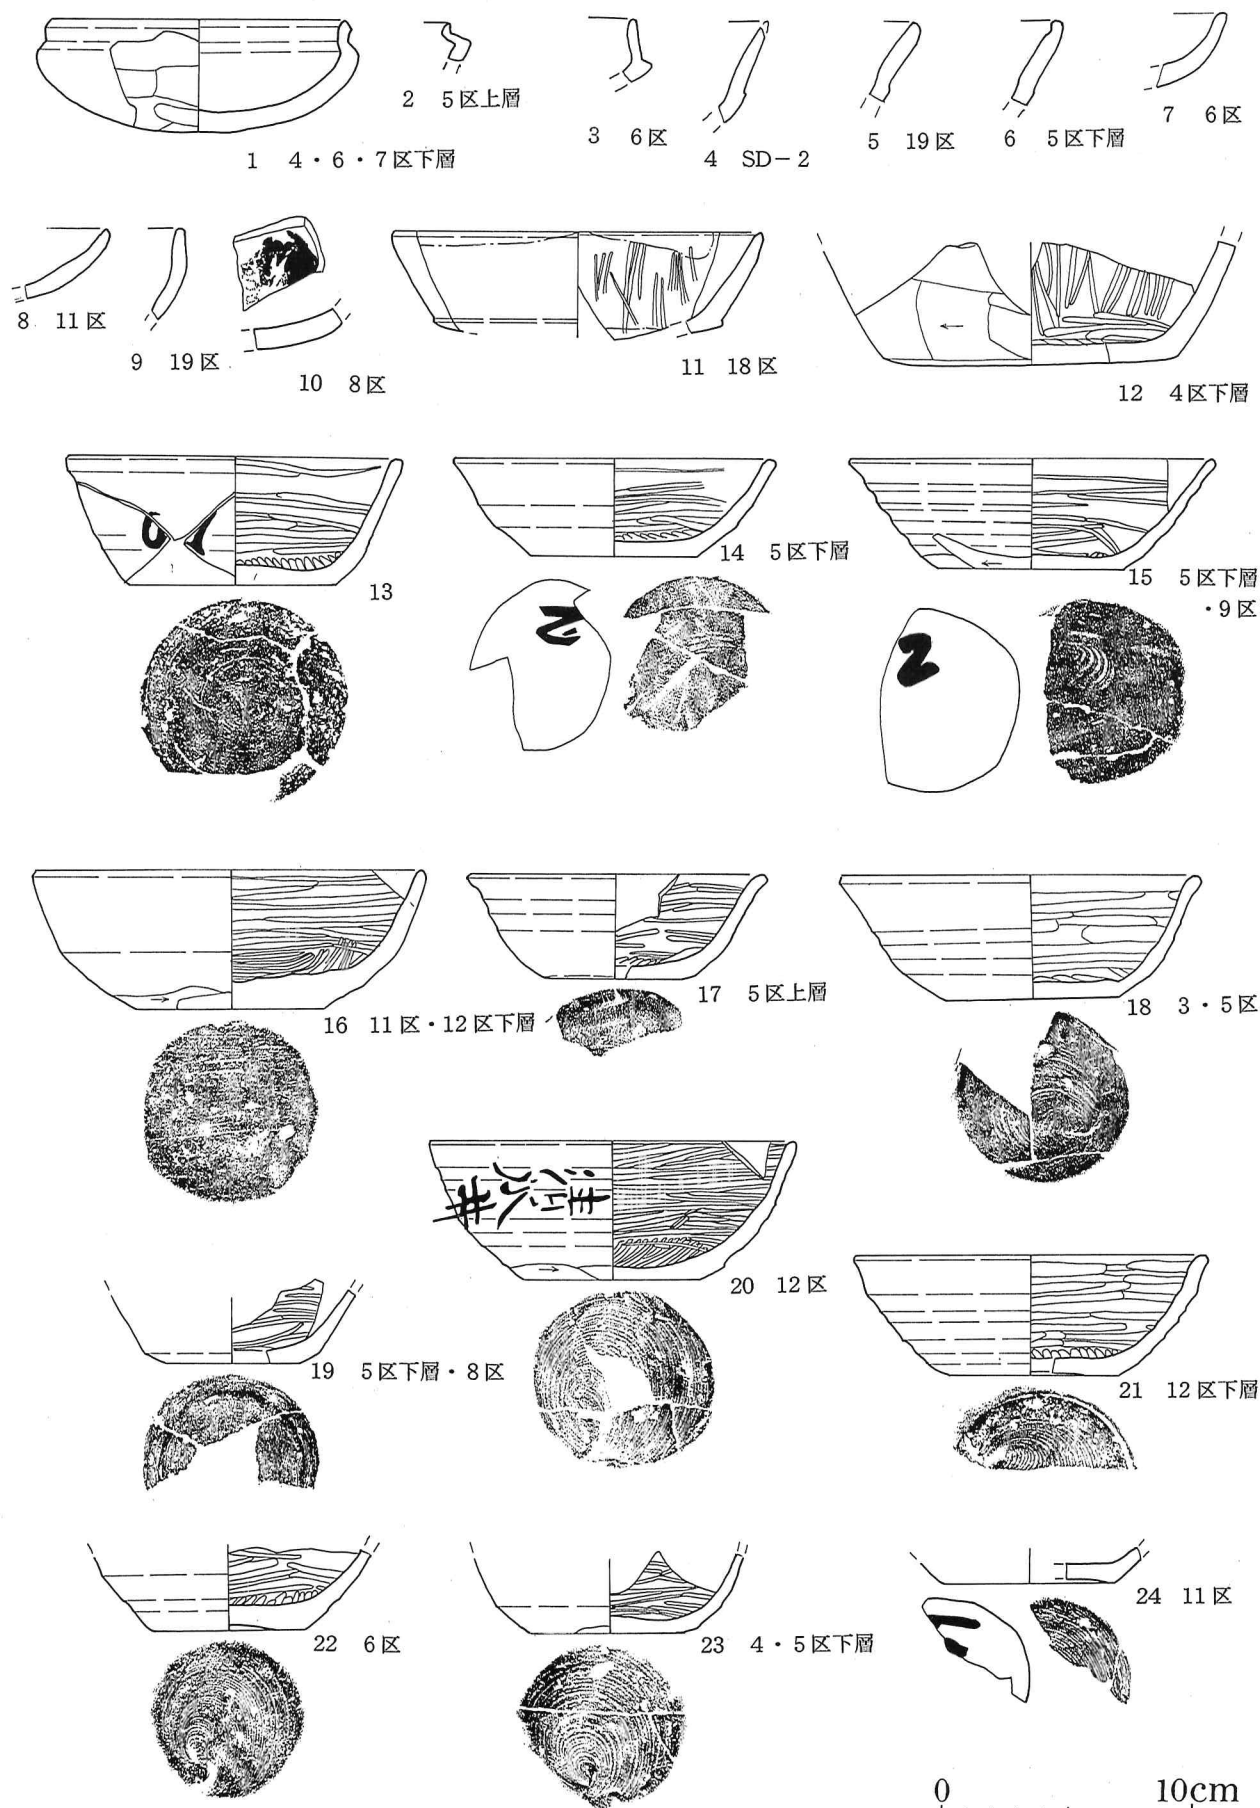 1 4・6・7区下層
2 5区上層
3 6区
4 SD-2
5 19区
6 5区下層
7 6区
8 11区
9 19区
10 8区
11 18区
12 4区下層
13
14 5区下層
15 5区下層
・9区
16 11区・12区下層
17 5区上層
18 3・5区
19 5区下層・8区
20 12区
21 12区下層
22 6区
23 4・5区下層
24 11区
0 10cm